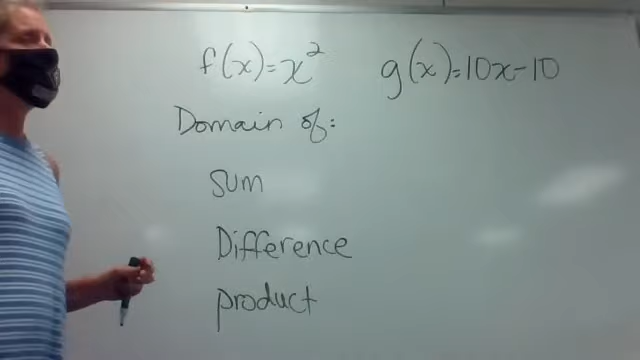 f(x)=x² g(x)=10x-10
Domain of:
sum
Difference
product